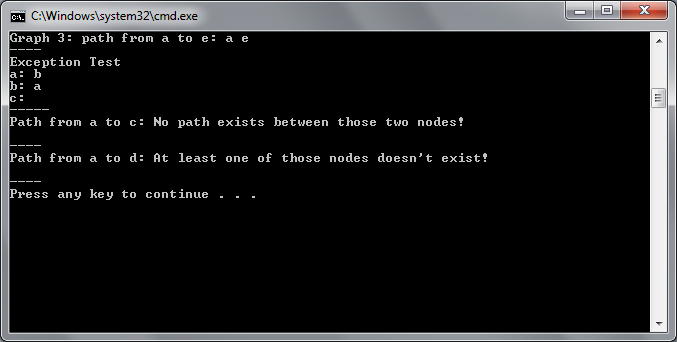 C:\Windows\system32\cmd.exe
Graph 3: path from a to e: a e
----
Exception Test
a: b
b: a
c:
-----
Path from a to c: No path exists between those two nodes!
----
Path from a to d: At least one of those nodes doesn't exist!
----
Press any key to continue . . .